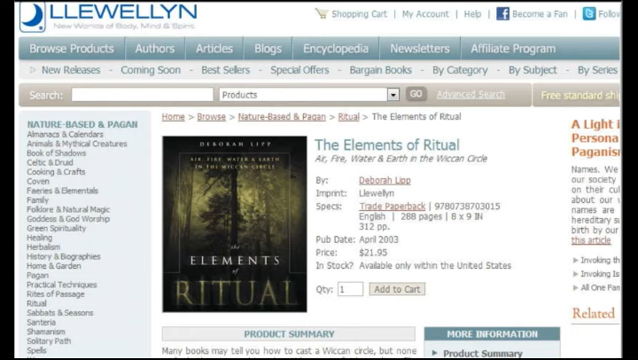 LLEWELLYN
New Worlds of Body, Mind & Spirit
Shopping Cart | My Account | Help | Become a Fan | Follow
Browse Products Authors Articles Blogs Encyclopedia Newsletters Affiliate Program
New Releases - Coming Soon - Best Sellers - Special Offers - Bargain Books - By Category - By Subject - By Series
Search: Products GO Advanced Search Free standard ship
Home > Browse > Nature-Based & Pagan > Ritual > The Elements of Ritual
NATURE-BASED & PAGAN
Almanacs & Calendars
Animals & Mythical Creatures
Book of Shadows
Celtic & Druid
Cooking & Crafts
Coven
Faeries & Elementals
Family
Folklore & Natural Magic
Goddess & God Worship
Green Spirituality
Healing
Herbalism
History & Biographies
Home & Garden
Pagan
Practical Techniques
Rites of Passage
Ritual
Sabbats & Seasons
Santeria
Shamanism
Solitary Path
Spells
DEBORAH LIPP
AIR, FIRE, WATER & EARTH
IN THE WICCAN CIRCLE
the
ELEMENTS
of
RITUAL
The Elements of Ritual
Air, Fire, Water & Earth in the Wiccan Circle
By: Deborah Lipp
Imprint: Llewellyn
Specs: Trade Paperback | 9780738703015
English | 288 pages | 8 x 9 IN
312 pp.
Pub Date: April 2003
Price: $21.95
In Stock? Available only within the United States
Qty: 1 Add to Cart
PRODUCT SUMMARY
Many books may tell you how to cast a Wiccan circle, but none
MORE INFORMATION
Product Summary
A Light i
Persona
Paganis
Names. We
our society
on their cul
about our
names are
hereditary s
birth by our
this article
Invoking th
Invoking Is
All One Fam
Related